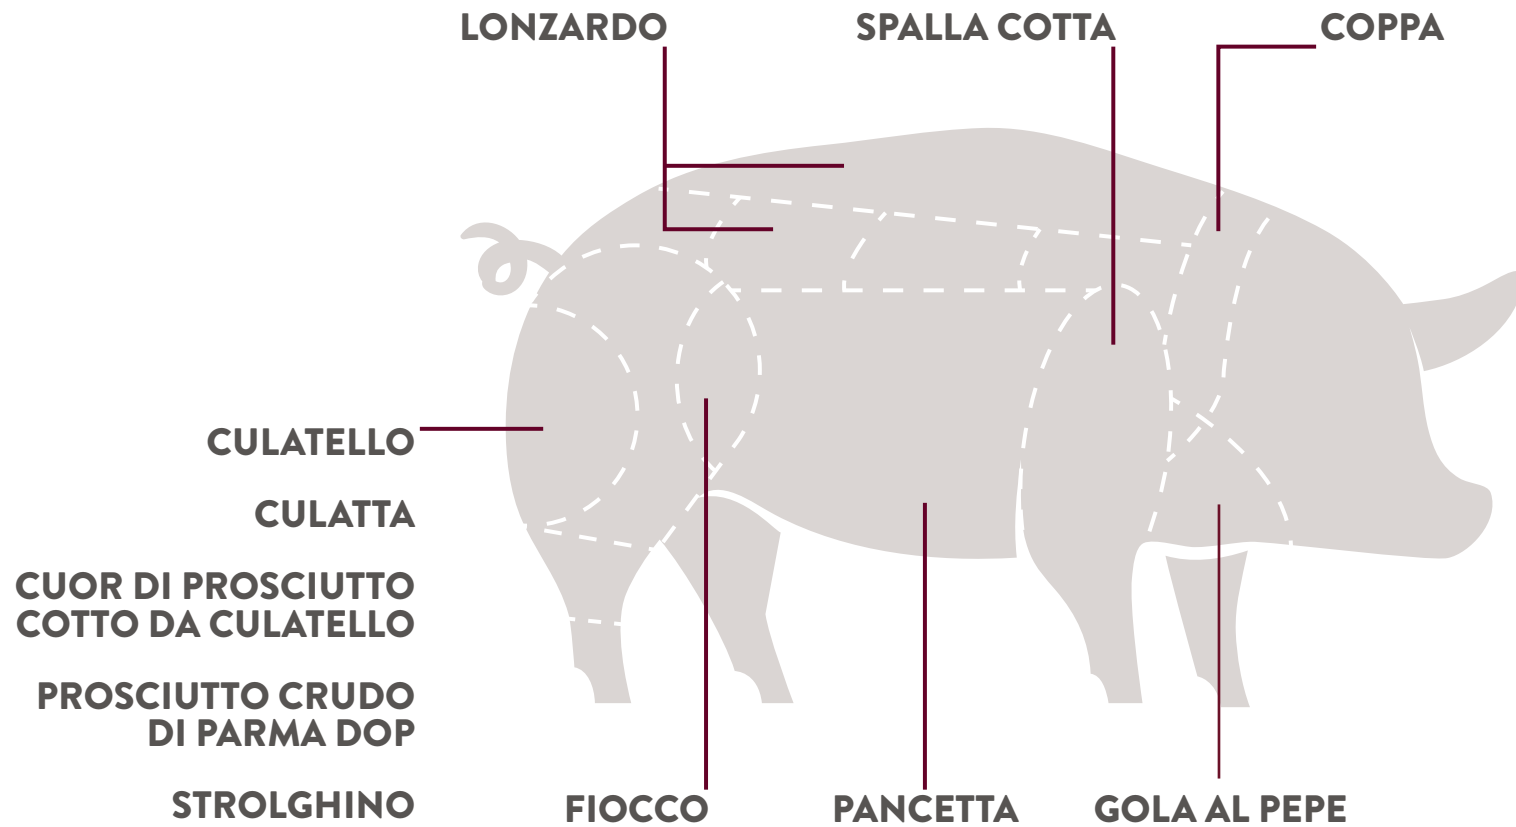 LONZARDO
SPALLA COTTA
COPPA
CULATELLO
CULATTA
CUOR DI PROSCIUTTO
COTTO DA CULATELLO
PROSCIUTTO CRUDO
DI PARMA DOP
STROLGHINO
FIOCCO
PANCETTA
GOLA AL PEPE